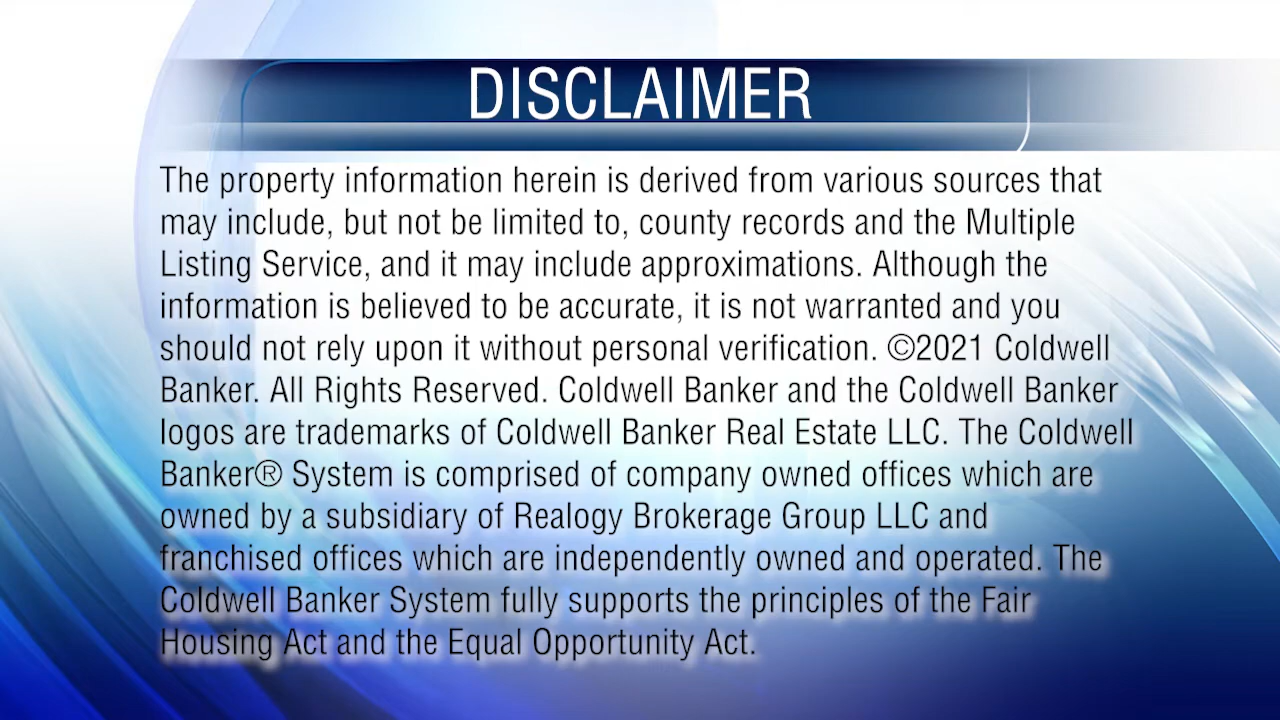 DISCLAIMER
The property information herein is derived from various sources that
may include, but not be limited to, county records and the Multiple
Listing Service, and it may include approximations. Although the
information is believed to be accurate, it is not warranted and you
should not rely upon it without personal verification. ©2021 Coldwell
Banker. All Rights Reserved. Coldwell Banker and the Coldwell Banker
logos are trademarks of Coldwell Banker Real Estate LLC. The Coldwell
Banker® System is comprised of company owned offices which are
owned by a subsidiary of Realogy Brokerage Group LLC and
franchised offices which are independently owned and operated. The
Coldwell Banker System fully supports the principles of the Fair
Housing Act and the Equal Opportunity Act.